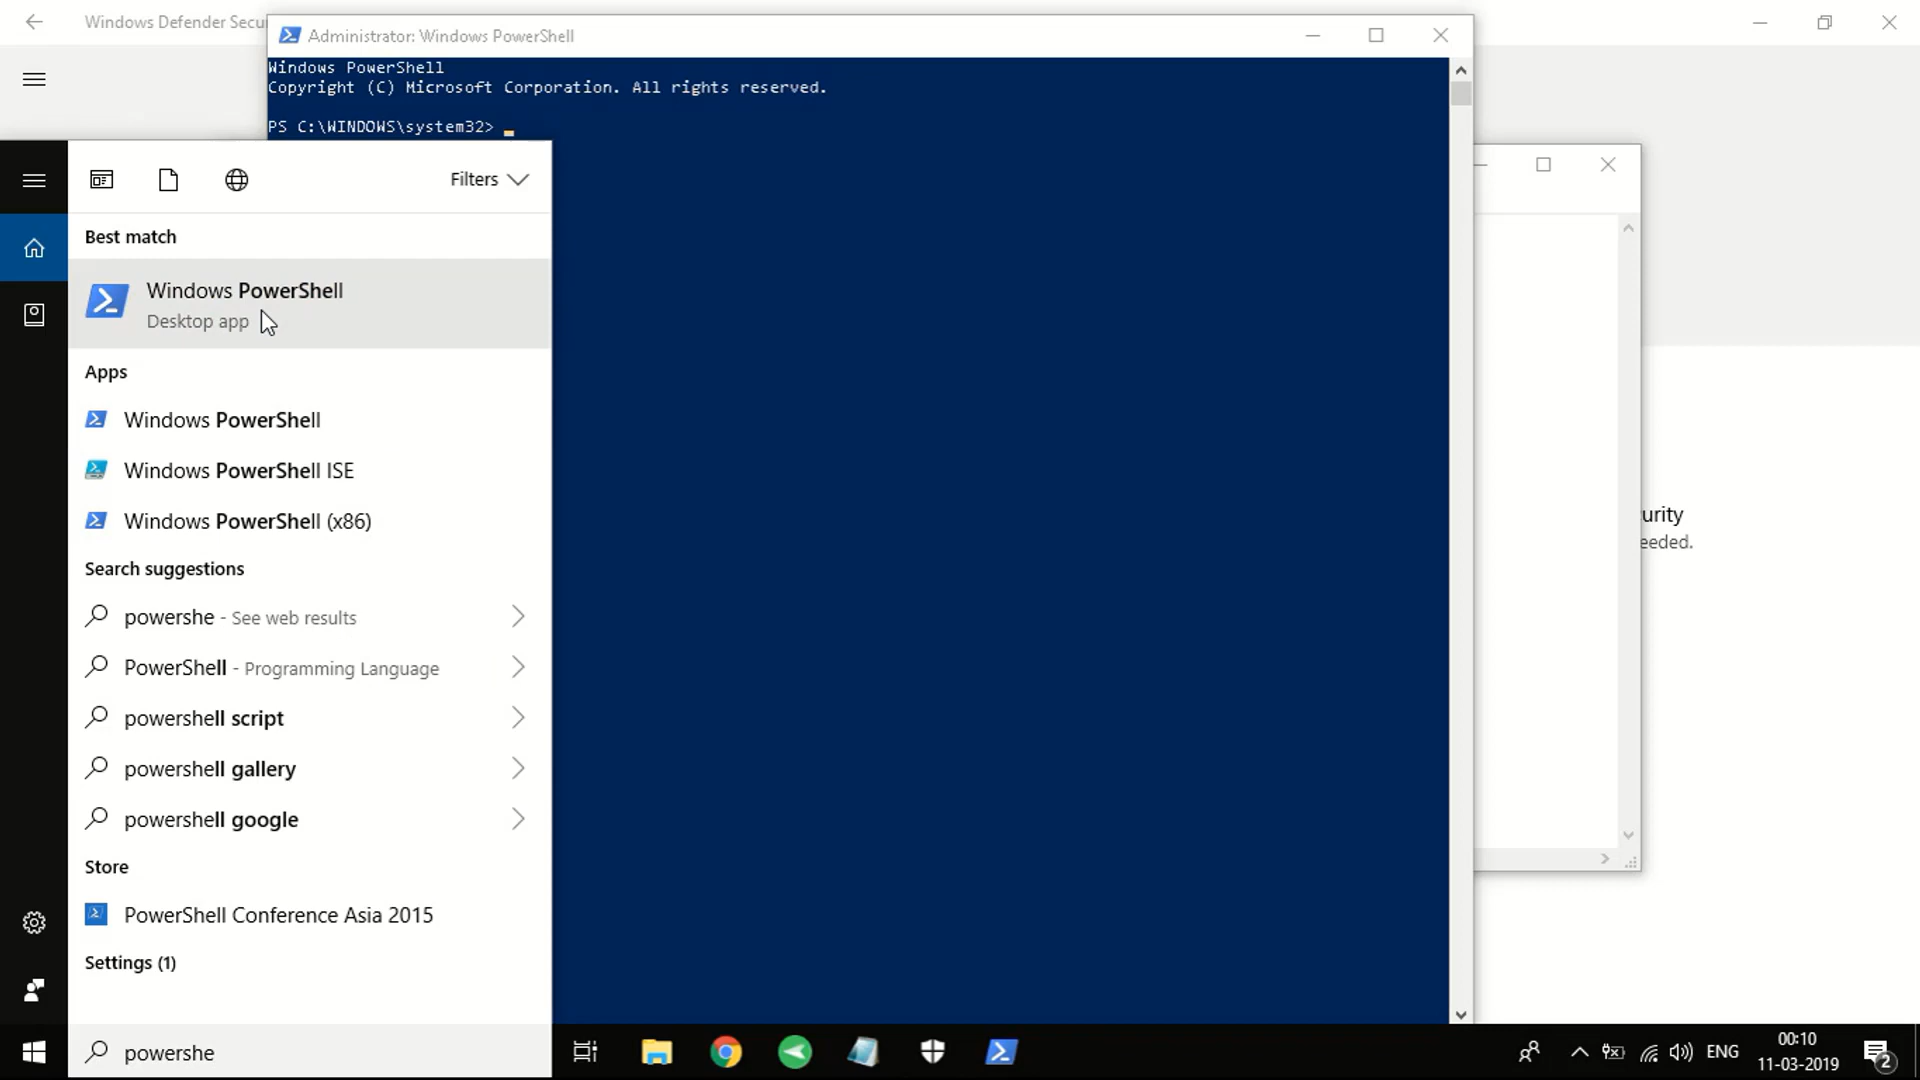 Windows Defender Secu
Administrator: Windows PowerShell
Windows PowerShell
Copyright (C) Microsoft Corporation. All rights reserved.
PS C:\WINDOWS\system32>
Filters
Best match
Windows PowerShell
Desktop app
Apps
Windows PowerShell
Windows PowerShell ISE
Windows PowerShell (x86)
Search suggestions
powershe - See web results
PowerShell - Programming Language
powershell script
powershell gallery
powershell google
Store
PowerShell Conference Asia 2015
Settings (1)
powershe
urity
eeded.
ENG
00:10
11-03-2019
2